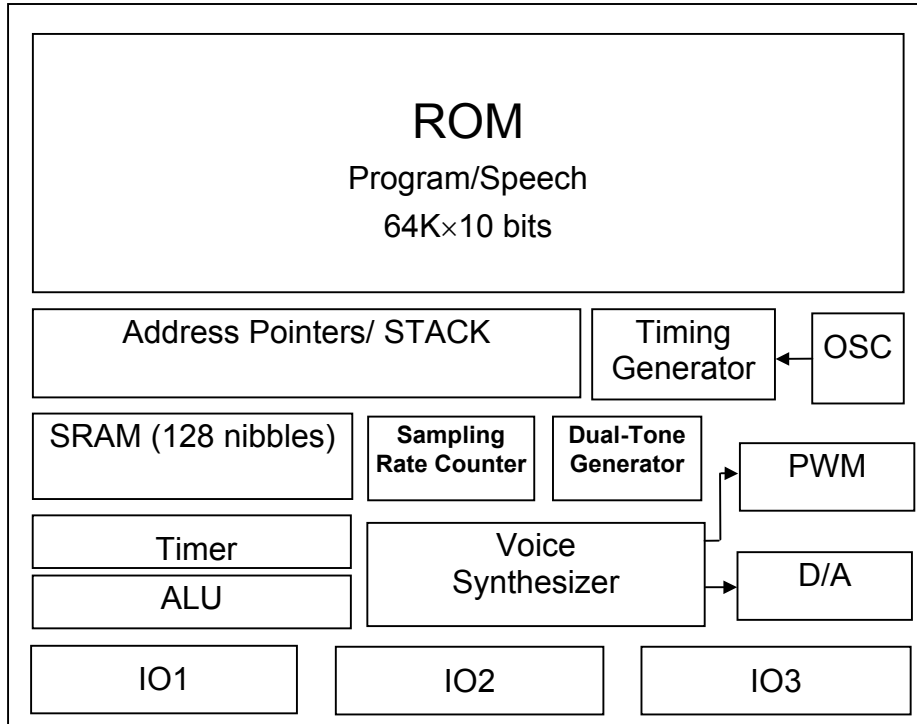 ROM
Program/Speech
64K×10 bits
Address Pointers/ STACK
Timing
Generator
OSC
SRAM (128 nibbles)
Sampling
Rate Counter
Dual-Tone
Generator
PWM
Timer
Voice
Synthesizer
D/A
ALU
IO1
IO2
IO3